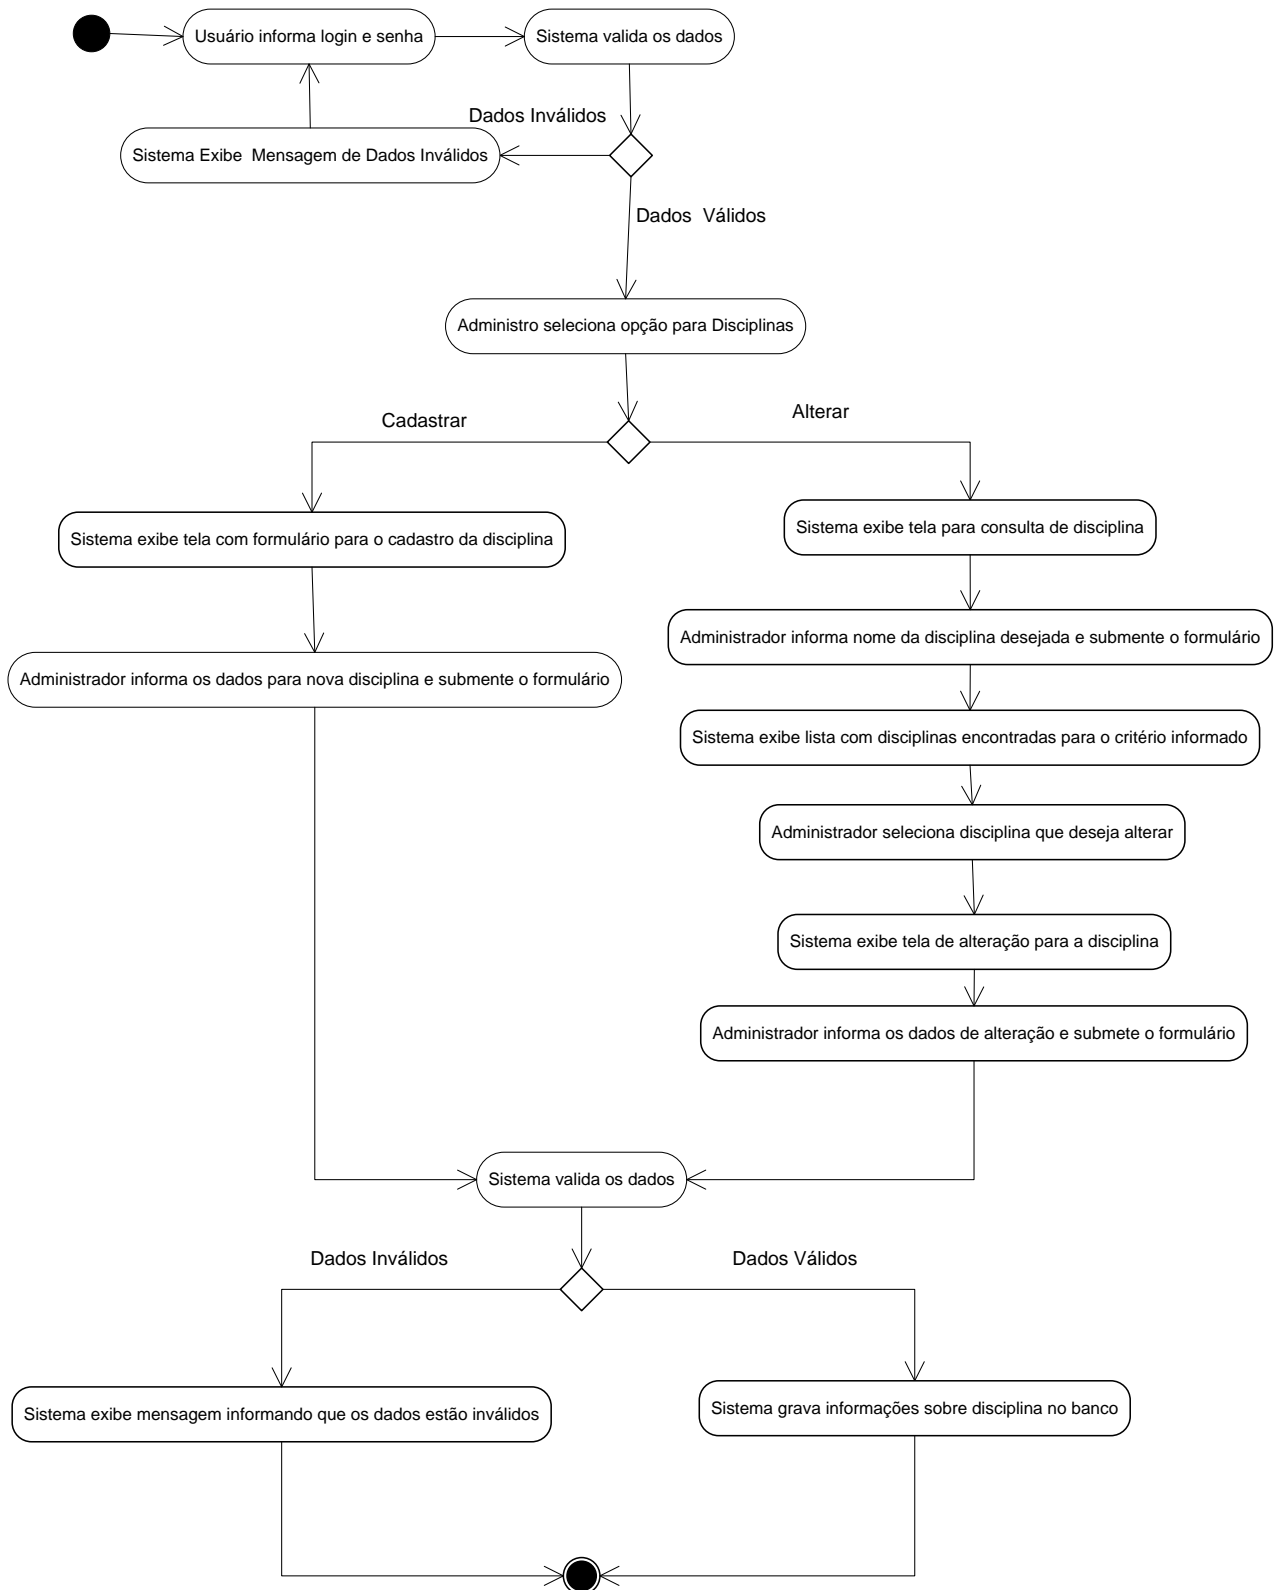 Usuário informa login e senha
Sistema valida os dados
Dados Inválidos
Sistema Exibe  Mensagem de Dados Inválidos
Dados  Válidos
Administro seleciona opção para Disciplinas
Cadastrar
Alterar
Sistema exibe tela com formulário para o cadastro da disciplina
Sistema exibe tela para consulta de disciplina
Administrador informa nome da disciplina desejada e submente o formulário
Administrador informa os dados para nova disciplina e submente o formulário
Sistema exibe lista com disciplinas encontradas para o critério informado
Administrador seleciona disciplina que deseja alterar
Sistema exibe tela de alteração para a disciplina
Administrador informa os dados de alteração e submete o formulário
Sistema valida os dados
Dados Inválidos
Dados Válidos
Sistema exibe mensagem informando que os dados estão inválidos
Sistema grava informações sobre disciplina no banco